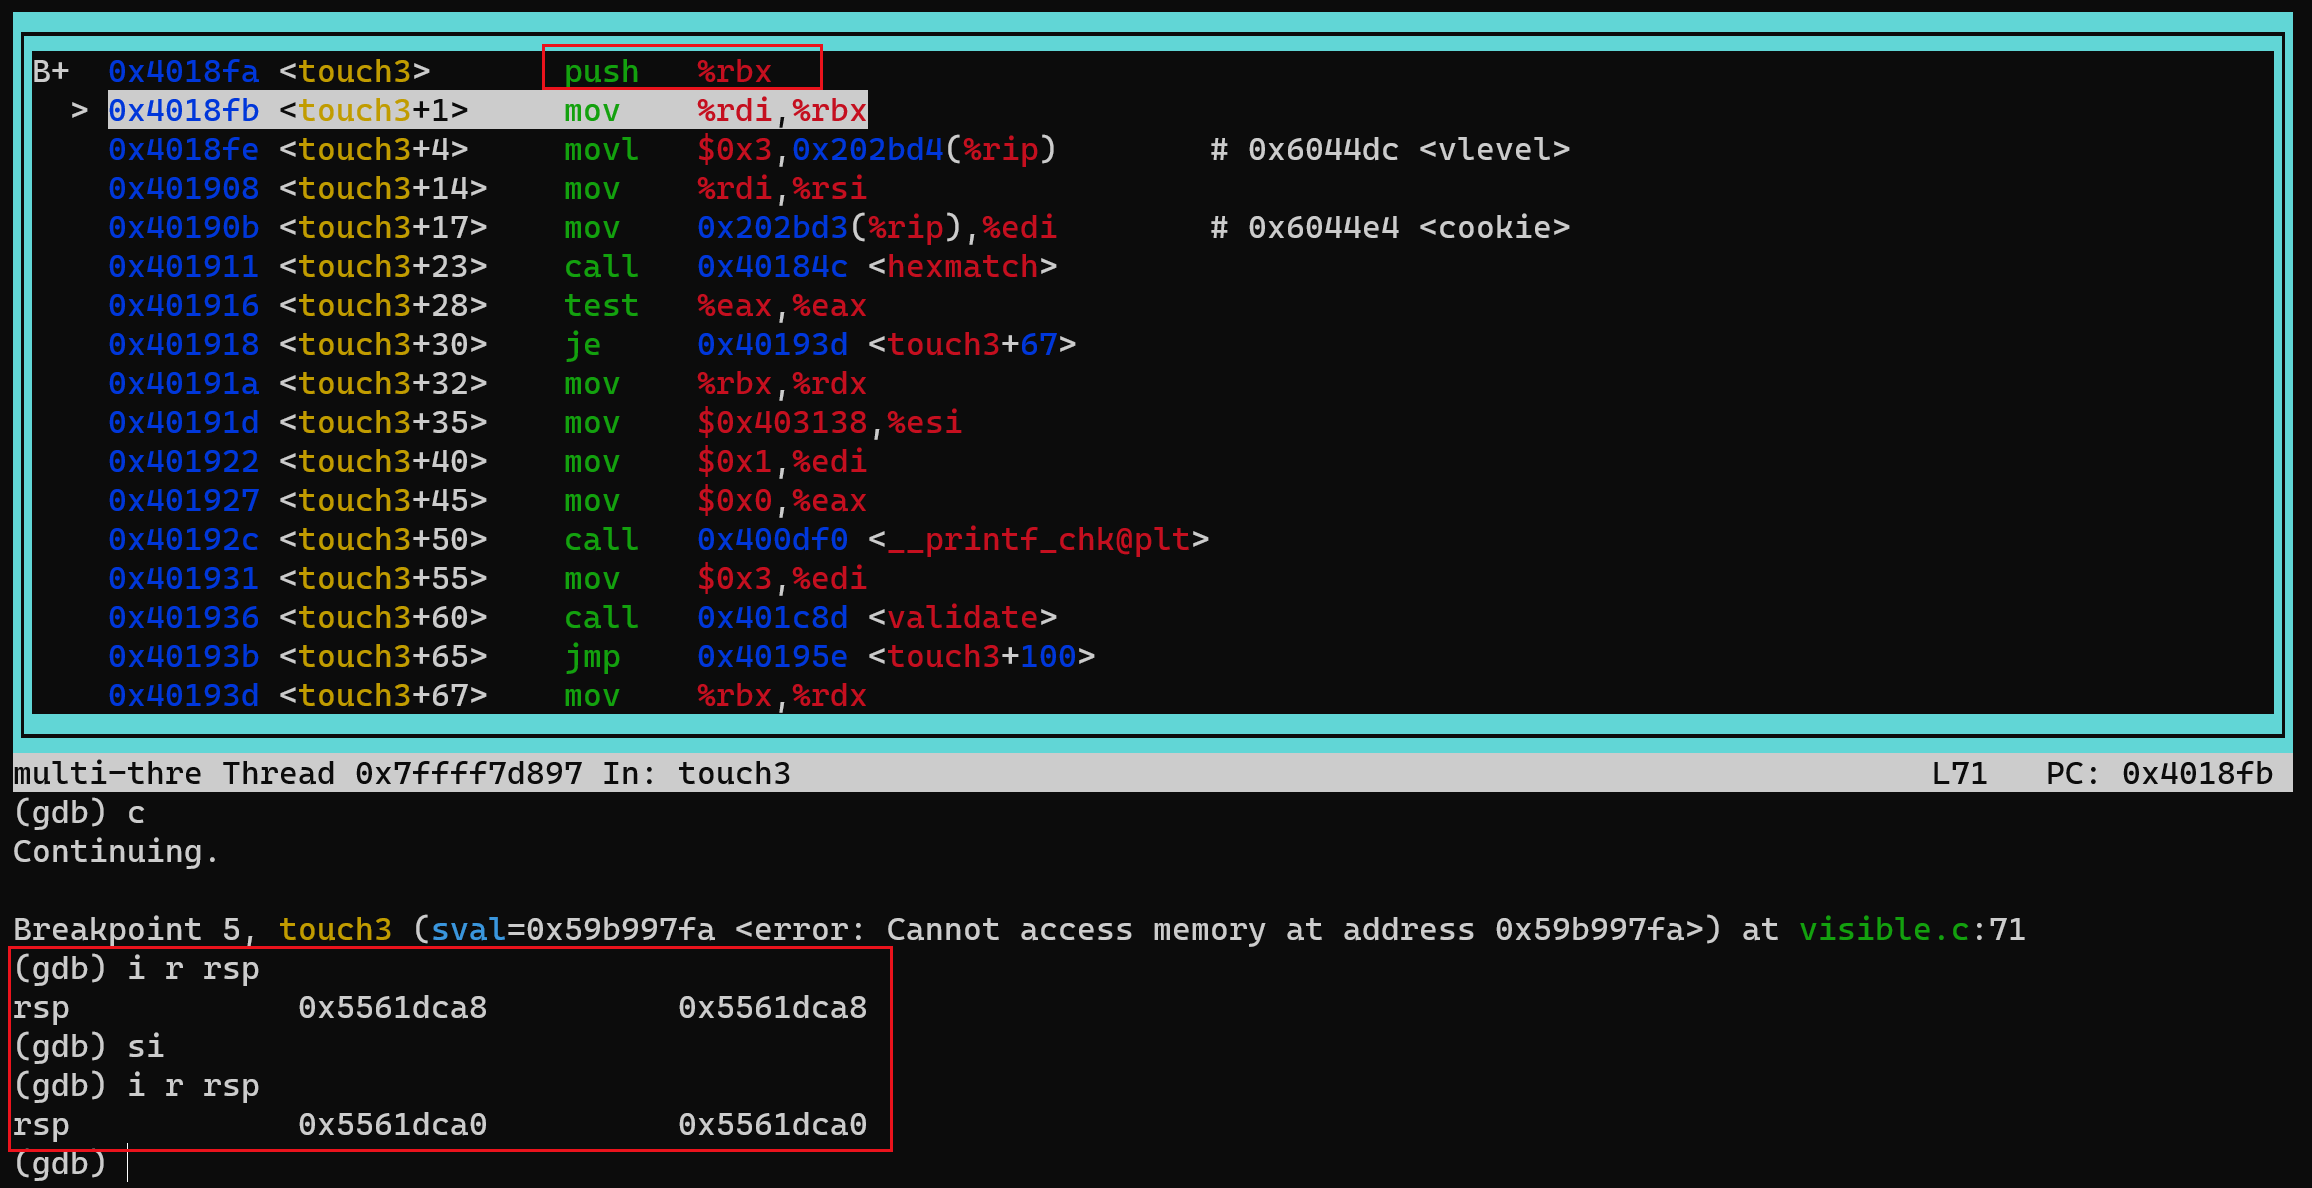 B+ 0x4018fa <touch3> push %rbx
> 0x4018fb <touch3+1> mov %rdi,%rbx
0x4018fe <touch3+4> movl $0x3,0x202bd4(%rip) # 0x6044dc <vlevel>
0x401908 <touch3+14> mov %rdi,%rsi
0x40190b <touch3+17> mov 0x202bd3(%rip),%edi # 0x6044e4 <cookie>
0x401911 <touch3+23> call 0x40184c <hexmatch>
0x401916 <touch3+28> test %eax,%eax
0x401918 <touch3+30> je 0x40193d <touch3+67>
0x40191a <touch3+32> mov %rbx,%rdx
0x40191d <touch3+35> mov $0x403138,%esi
0x401922 <touch3+40> mov $0x1,%edi
0x401927 <touch3+45> mov $0x0,%eax
0x40192c <touch3+50> call 0x400df0 <__printf_chk@plt>
0x401931 <touch3+55> mov $0x3,%edi
0x401936 <touch3+60> call 0x401c8d <validate>
0x40193b <touch3+65> jmp 0x40195e <touch3+100>
0x40193d <touch3+67> mov %rbx,%rdx
multi-thre Thread 0x7ffff7d897 In: touch3 L71 PC: 0x4018fb
(gdb) c
Continuing.
Breakpoint 5, touch3 (sval=0x59b997fa <error: Cannot access memory at address 0x59b997fa>) at visible.c:71
(gdb) i r rsp
rsp 0x5561dca8 0x5561dca8
(gdb) si
(gdb) i r rsp
rsp 0x5561dca0 0x5561dca0
(gdb)